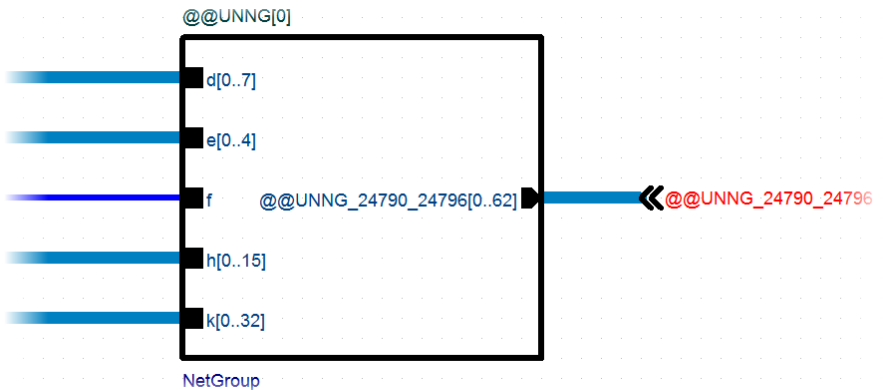 @@UNNG[0]
d[0..7]
e[0..4]
f @@UNNG_24790_24796[0..62] @@UNNG_24790_24796
h[0..15]
k[0..32]
NetGroup